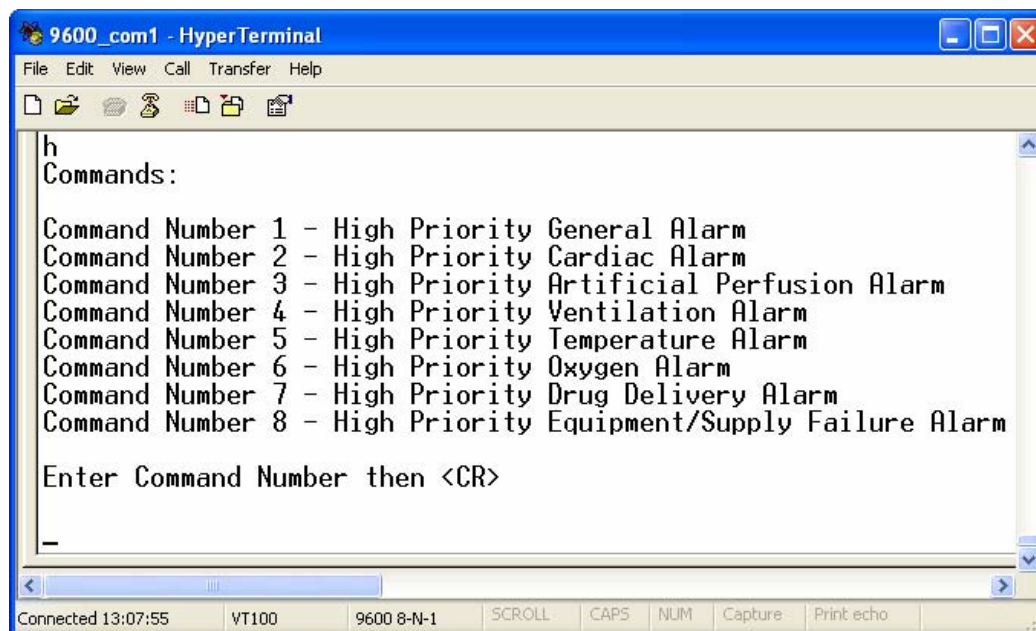 9600_com1 - HyperTerminal
File Edit View Call Transfer Help
h
Commands:
Command Number 1 - High Priority General Alarm
Command Number 2 - High Priority Cardiac Alarm
Command Number 3 - High Priority Artificial Perfusion Alarm
Command Number 4 - High Priority Ventilation Alarm
Command Number 5 - High Priority Temperature Alarm
Command Number 6 - High Priority Oxygen Alarm
Command Number 7 - High Priority Drug Delivery Alarm
Command Number 8 - High Priority Equipment/Supply Failure Alarm
Enter Command Number then <CR>
_
Connected 13:07:55 VT100 9600 8-N-1 SCROLL CAPS NUM Capture Print echo